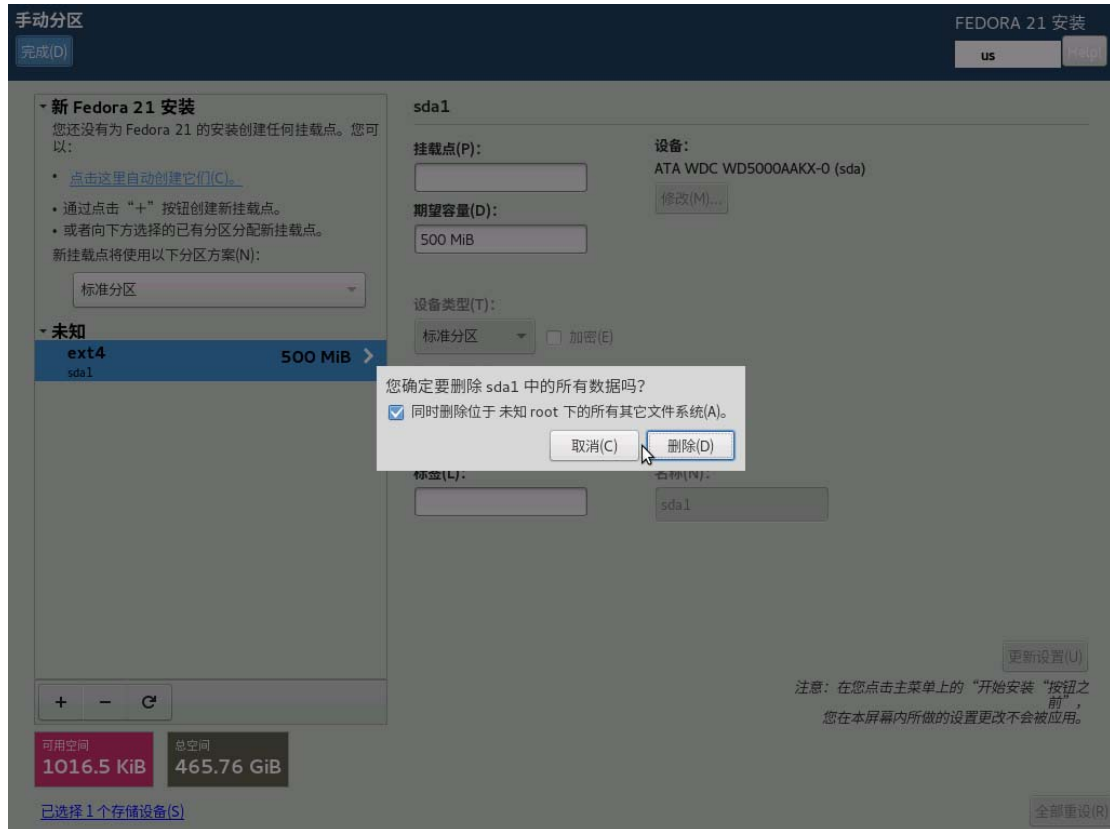 手动分区
FEDORA 21 安装
完成(D)
us
Help!
新 Fedora 21 安装
您还没有为 Fedora 21 的安装创建任何挂载点。您可
以:
• 点击这里自动创建它们(C)。
• 通过点击“+”按钮创建新挂载点。
• 或者向下方选择的已有分区分配新挂载点。
新挂载点将使用以下分区方案(N):
标准分区
未知
ext4
500 MiB
sda1
sda1
挂载点(P):
设备:
ATA WDC WD5000AAKX-0 (sda)
修改(M)...
期望容量(D):
500 MiB
设备类型(T):
标准分区
加密(E)
您确定要删除 sda1 中的所有数据吗?
同时删除位于 未知 root 下的所有其它文件系统(A)。
取消(C)
删除(D)
标签(L):
名称(N):
sda1
更新设置(U)
注意: 在您点击主菜单上的“开始安装“按钮之
前”,
您在本屏幕内所做的设置更改不会被应用。
+ −
可用空间
1016.5 KiB
总空间
465.76 GiB
已选择 1 个存储设备(S)
全部重设(R)